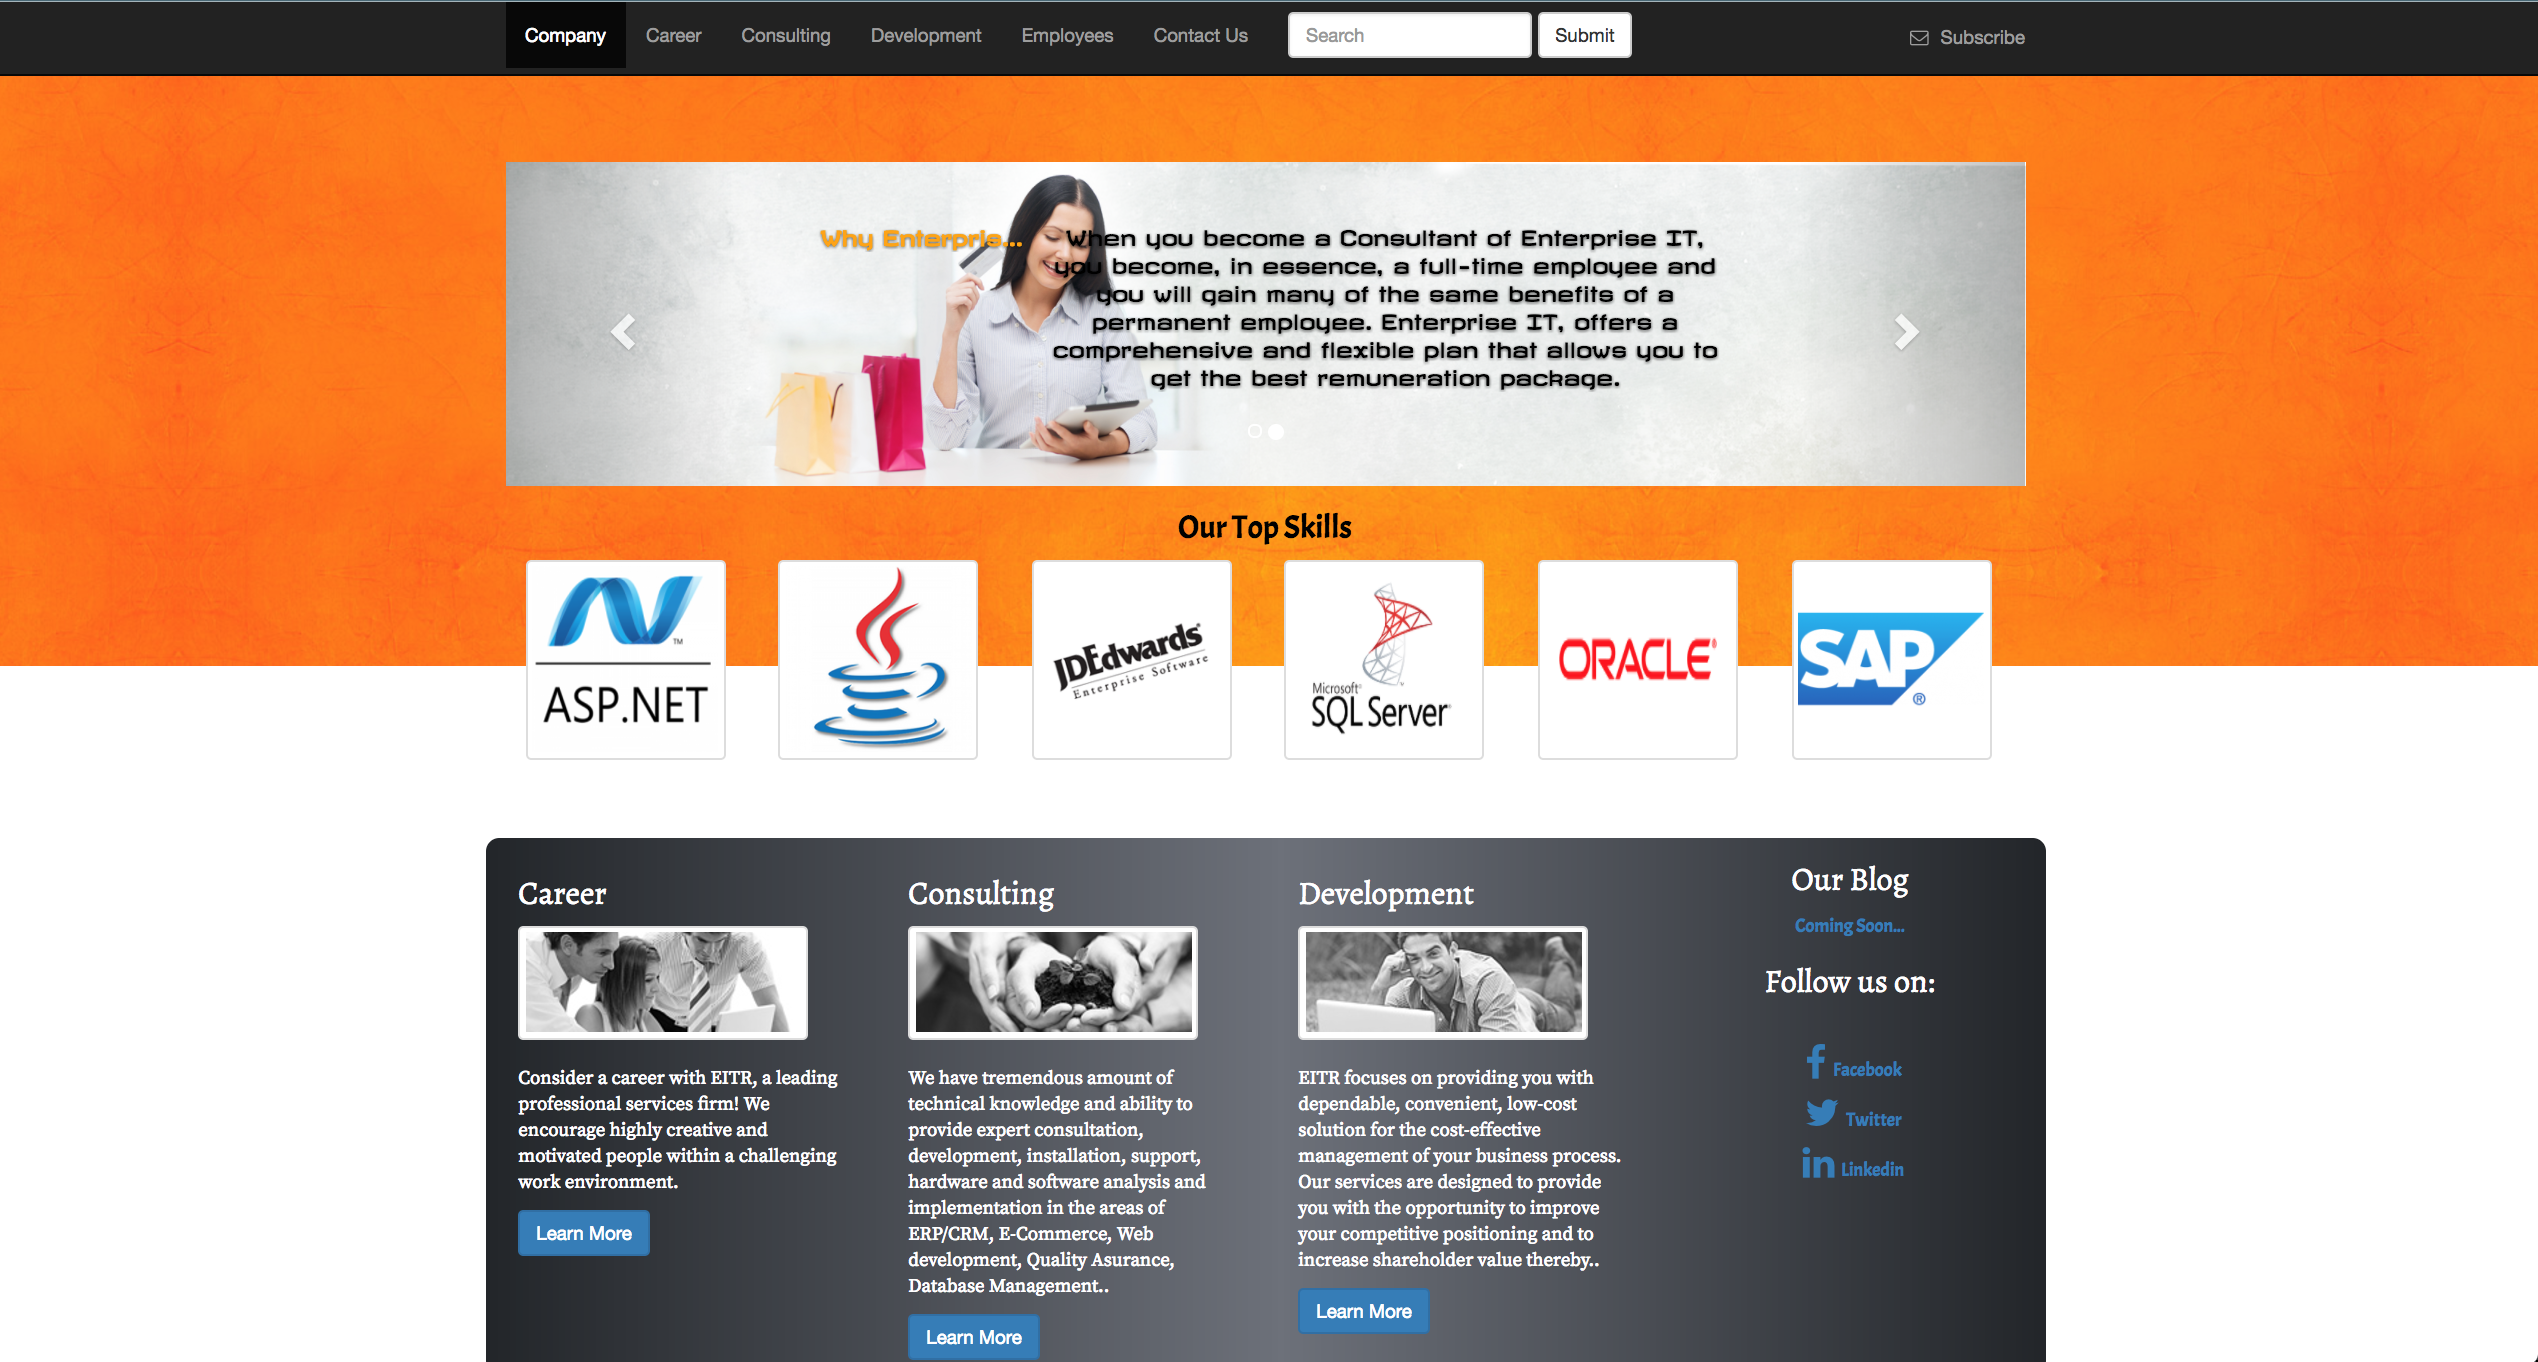 Company Career Consulting Development Employees Contact Us Search Submit Subscribe
Why Enterpris...
When you become a Consultant of Enterprise IT,
you become, in essence, a full-time employee and
you will gain many of the same benefits of a
permanent employee. Enterprise IT, offers a
comprehensive and flexible plan that allows you to
get the best remuneration package.
Our Top Skills
TM
ASP.NET
JDEdwards®
Enterprise Software
Microsoft®
SQL Server®
ORACLE®
SAP®
Career
Consider a career with EITR, a leading
professional services firm! We
encourage highly creative and
motivated people within a challenging
work environment.
Learn More
Consulting
We have tremendous amount of
technical knowledge and ability to
provide expert consultation,
development, installation, support,
hardware and software analysis and
implementation in the areas of
ERP/CRM, E-Commerce, Web
development, Quality Asurance,
Database Management..
Learn More
Development
EITR focuses on providing you with
dependable, convenient, low-cost
solution for the cost-effective
management of your business process.
Our services are designed to provide
you with the opportunity to improve
your competitive positioning and to
increase shareholder value thereby..
Learn More
Our Blog
Coming Soon...
Follow us on:
Facebook
Twitter
Linkedin